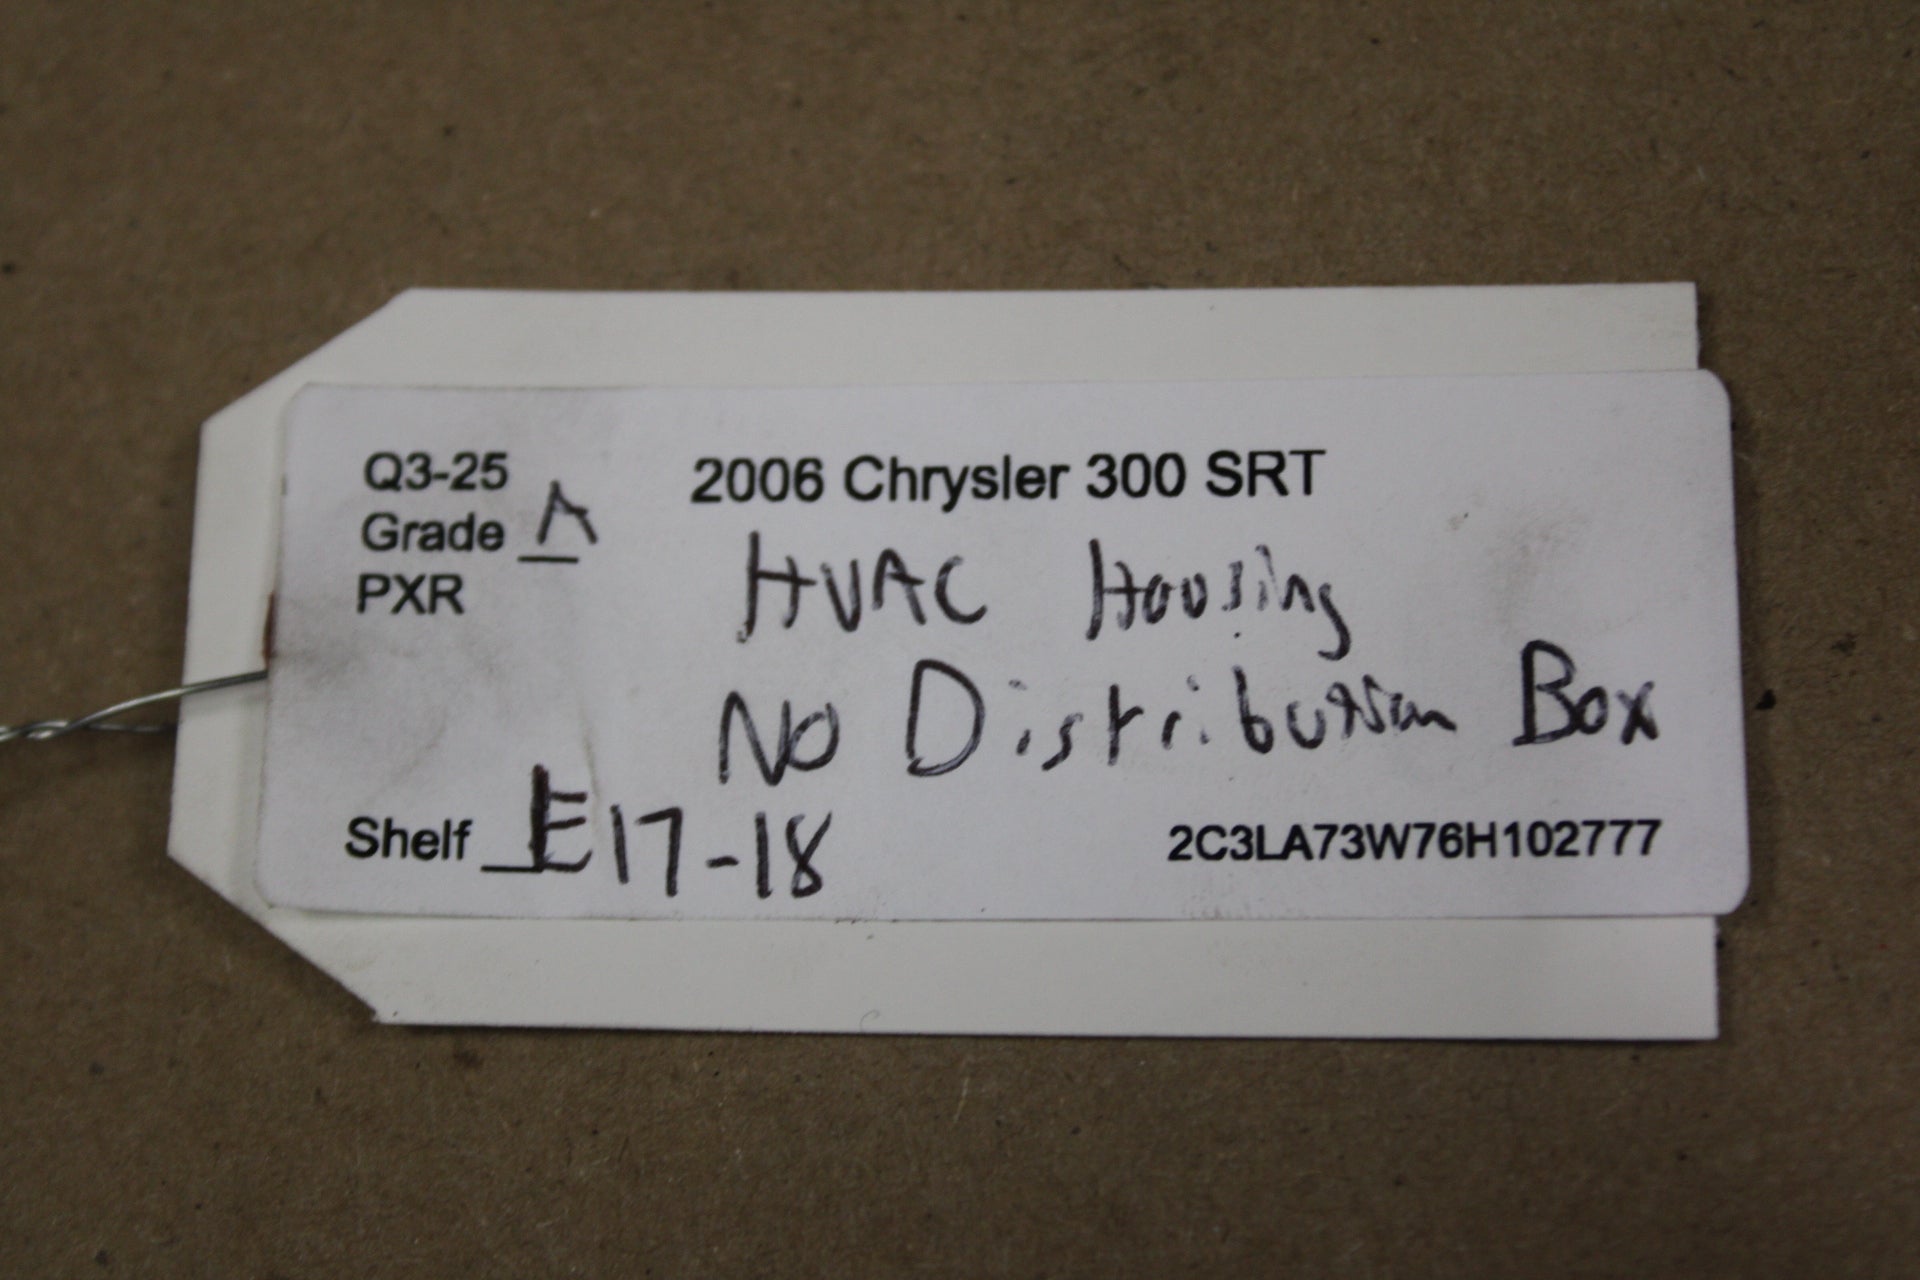 Q3-25
Grade A
PXR
2006 Chrysler 300 SRT
HVAC Housing
NO Distribution Box
Shelf E17-18
2C3LA73W76H102777